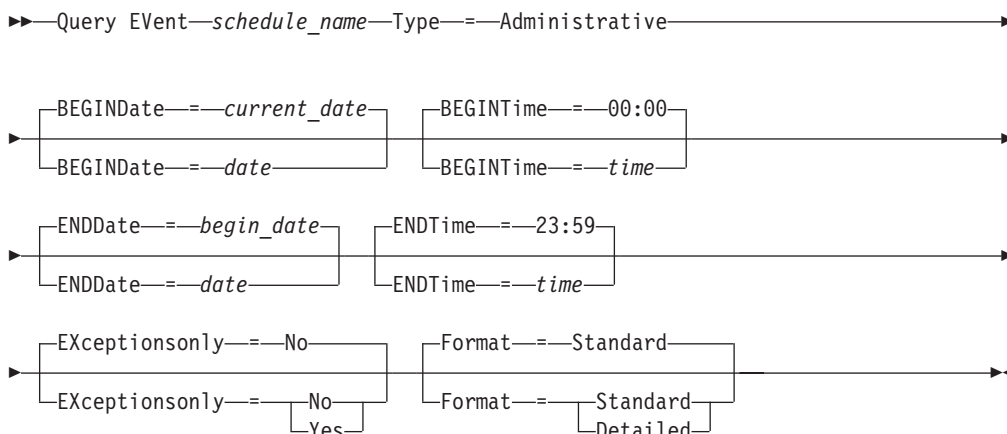 Query EVent schedule_name Type = Administrative
BEGINDate = current_date BEGINTime = 00:00
BEGINDate = date BEGINTime = time
ENDDate = begin_date ENDTime = 23:59
ENDDate = date ENDTime = time
EXceptionsonly = No Format = Standard
EXceptionsonly = No Format = Standard
Yes Detailed